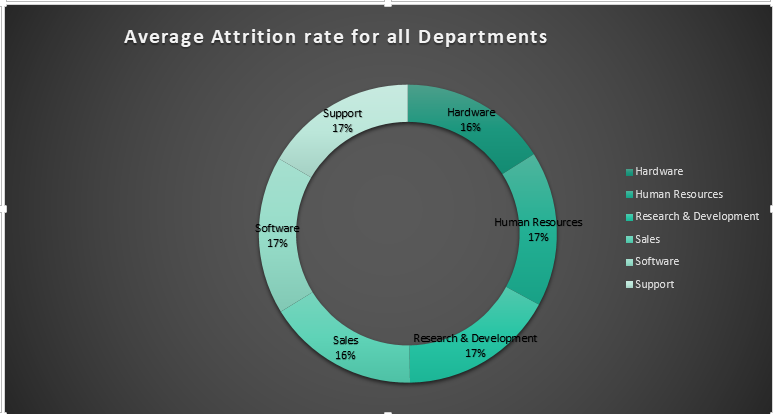 Average Attrition rate for all Departments
Support
17%
Hardware
16%
Human Resources
17%
Software
17%
Research & Development
17%
Sales
16%
Hardware
Human Resources
Research & Development
Sales
Software
Support